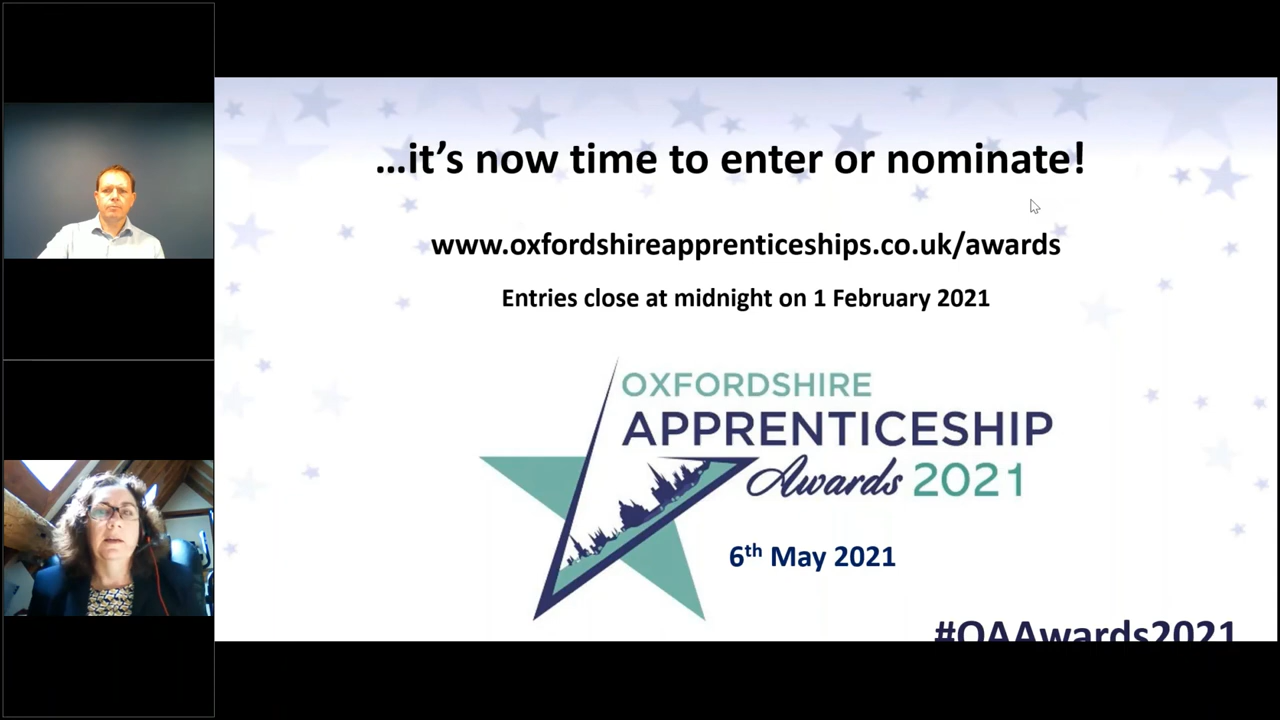 ...it's now time to enter or nominate!
www.oxfordshireapprenticeships.co.uk/awards
Entries close at midnight on 1 February 2021
OXFORDSHIRE
APPRENTICESHIP
Awards 2021
6th May 2021
#OAAwards2021